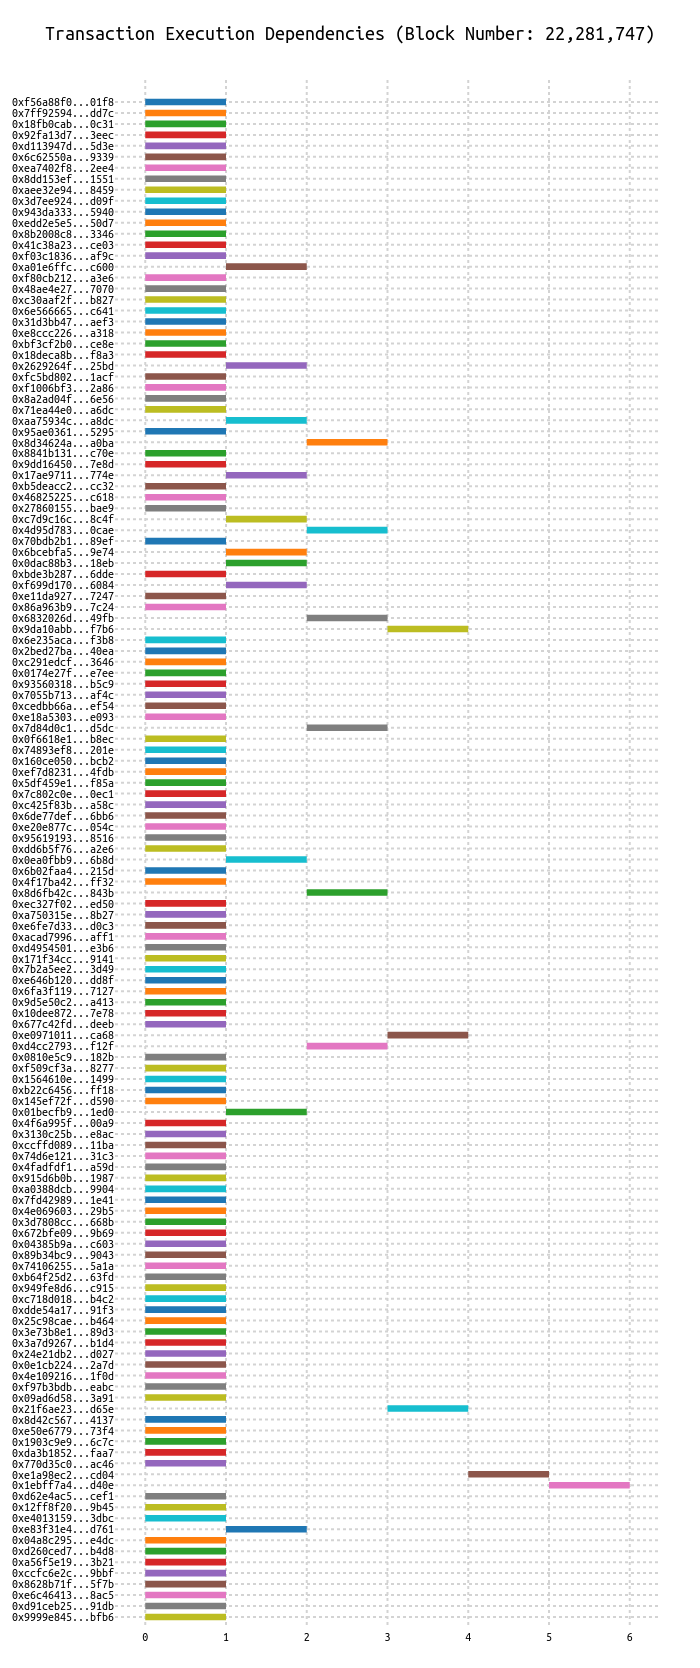 Transaction Execution Dependencies (Block Number: 22,281,747)
0xf56a88f0...01f8
0x7ff92594...dd7c
0x18fb0cab...0c31
0x92fa13d7...3eec
0xd113947d...5d3e
0x6c62550a...9339
0xea7402f8...2ee4
0x8dd153ef...1551
0xaee32e94...8459
0x3d7ee924...d09f
0x943da333...5940
0xedd2e5e5...50d7
0x8b2008c8...3346
0x41c38a23...ce03
0xf03c1836...af9c
0xa01e6ffc...c600
0xf80cb212...a3e6
0x48ae4e27...7070
0xc30aaf2f...b827
0x6e566665...c641
0x31d3bb47...aef3
0xe8ccc226...a318
0xbf3cf2b0...ce8e
0x18deca8b...f8a3
0x2629264f...25bd
0xfc5bd802...1acf
0xf1006bf3...2a86
0x8a2ad04f...6e56
0x71ea44e0...a6dc
0xaa75934c...a8dc
0x95ae0361...5295
0x8d34624a...a0ba
0x8841b131...c70e
0x9dd16450...7e8d
0x17ae9711...774e
0xb5deacc2...cc32
0x46825225...c618
0x27860155...bae9
0xc7d9c16c...8c4f
0x4d95d783...0cae
0x70bdb2b1...89ef
0x6bcebfa5...9e74
0x0dac88b3...18eb
0xbde3b287...6dde
0xf699d170...6084
0xe11da927...7247
0x86a963b9...7c24
0x6832026d...49fb
0x9da10abb...f7b6
0x6e235aca...f3b8
0x2bed27ba...40ea
0xc291edcf...3646
0x0174e27f...e7ee
0x93560318...b5c9
0x7055b713...af4c
0xcedbb66a...ef54
0xe18a5303...e093
0x7d84d0c1...d5dc
0x0f6618e1...b8ec
0x74893ef8...201e
0x160ce050...bcb2
0xef7d8231...4fdb
0x5df459e1...f85a
0x7c802c0e...0ec1
0xc425f83b...a58c
0x6de77def...6bb6
0xe20e877c...054c
0x95619193...8516
0xdd6b5f76...a2e6
0x0ea0fbb9...6b8d
0x6b02faa4...215d
0x4f17ba42...ff32
0x8d6fb42c...843b
0xec327f02...ed50
0xa750315e...8b27
0xe6fe7d33...d0c3
0xacad7996...aff1
0xd4954501...e3b6
0x171f34cc...9141
0x7b2a5ee2...3d49
0xe646b120...dd8f
0x6fa3f119...7127
0x9d5e50c2...a413
0x10dee872...7e78
0x677c42fd...deeb
0xe0971011...ca68
0xd4cc2793...f12f
0x0810e5c9...182b
0xf509cf3a...8277
0x1564610e...1499
0xb22c6456...ff18
0x145ef72f...d590
0x01becfb9...1ed0
0x4f6a995f...00a9
0x3130c25b...e8ac
0xccffd089...11ba
0x74d6e121...31c3
0x4fadfdf1...a59d
0x915d6b0b...1987
0xa0388dcb...9904
0x7fd42989...1e41
0x4e069603...29b5
0x3d7808cc...668b
0x672bfe09...9b69
0x04385b9a...c603
0x89b34bc9...9043
0x74106255...5a1a
0xb64f25d2...63fd
0x949fe8d6...c915
0xc718d018...b4c2
0xdde54a17...91f3
0x25c98cae...b464
0x3e73b8e1...89d3
0x3a7d9267...b1d4
0x24e21db2...d027
0x0e1cb224...2a7d
0x4e109216...1f0d
0xf97b3bdb...eabc
0x09ad6d58...3a91
0x21f6ae23...d65e
0x8d42c567...4137
0xe50e6779...73f4
0x1903c9e9...6c7c
0xda3b1852...faa7
0x770d35c0...ac46
0xe1a98ec2...cd04
0x1ebff7a4...d40e
0xd62e4ac5...cef1
0x12ff8f20...9b45
0xe4013159...3dbc
0xe83f31e4...d761
0x04a8c295...e4dc
0xd260ced7...b4d8
0xa56f5e19...3b21
0xccfc6e2c...9bbf
0x8628b71f...5f7b
0xe6c46413...8ac5
0xd91ceb25...91db
0x9999e845...bfb6
0 1 2 3 4 5 6